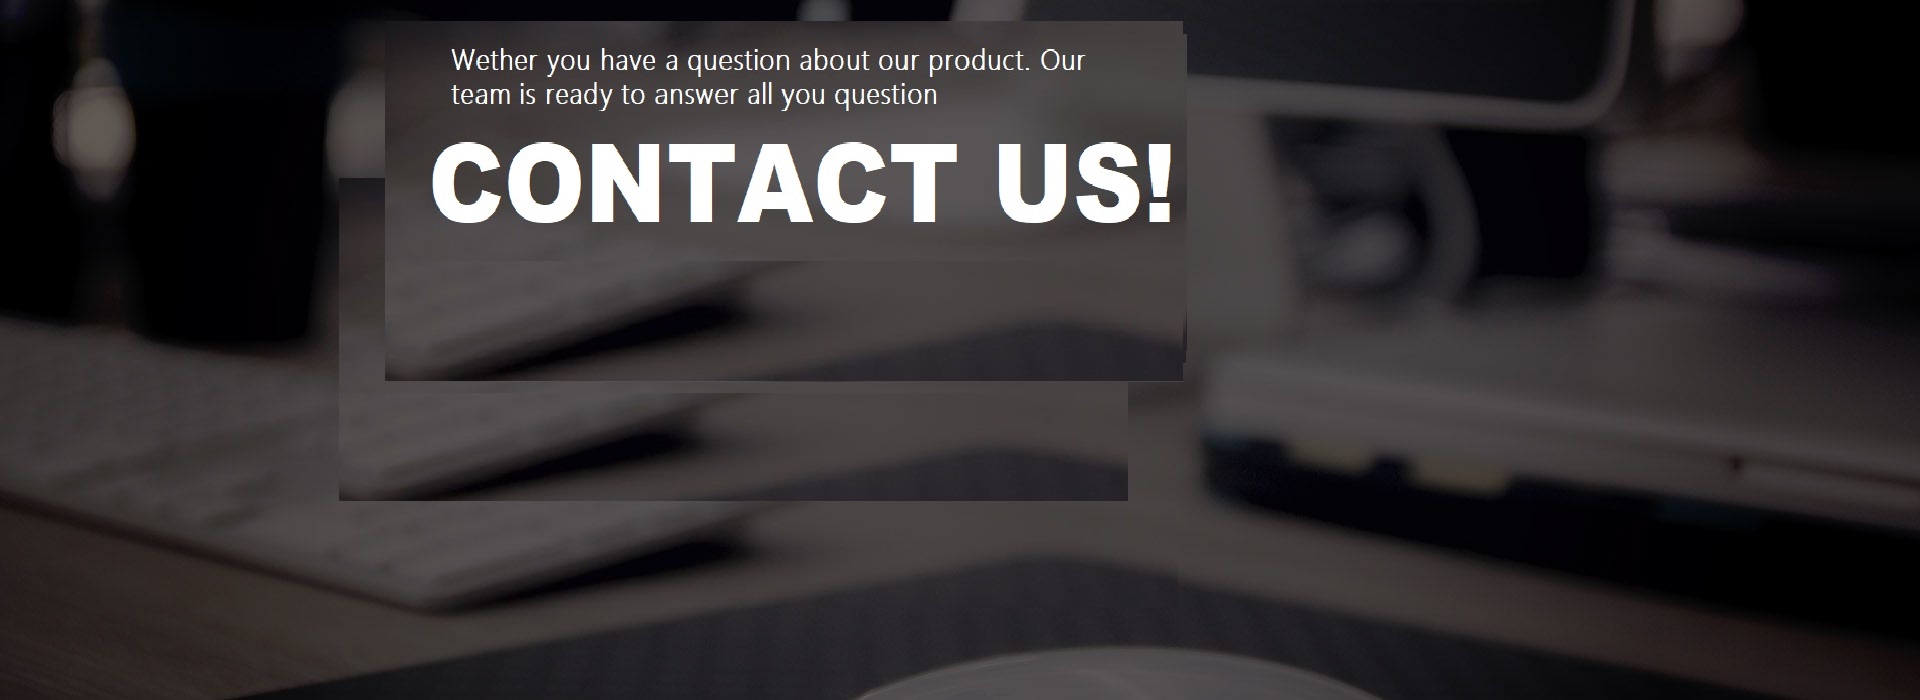 Wether you have a question about our product. Our
team is ready to answer all you question
CONTACT US!